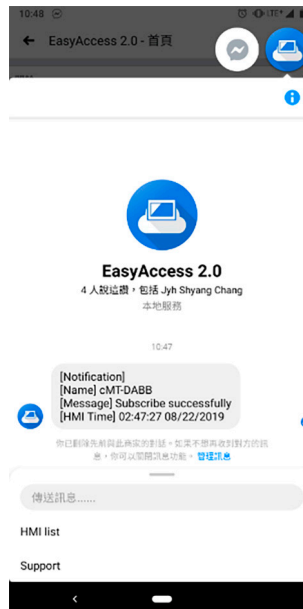 10:48
LTE+
EasyAccess 2.0 - 首頁
EasyAccess 2.0
4 人說這讚，包括 Jyh Shyang Chang
本地服務
10:47
[Notification]
[Name] cMT-DABB
[Message] Subscribe successfully
[HMI Time] 02:47:27 08/22/2019
你已刪除先前與此商家的對話。如果不想再收到對方的訊
息，你可以關閉訊息功能。管理訊息
傳送訊息......
HMI list
Support